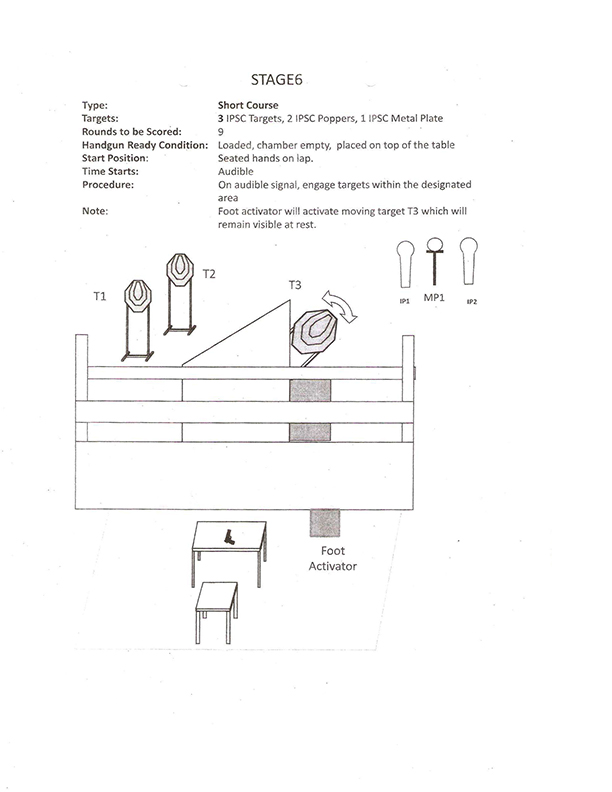 STAGE6
Type: Short Course
Targets: 3 IPSC Targets, 2 IPSC Poppers, 1 IPSC Metal Plate
Rounds to be Scored: 9
Handgun Ready Condition: Loaded, chamber empty, placed on top of the table
Start Position: Seated hands on lap.
Time Starts: Audible
Procedure: On audible signal, engage targets within the designated
area
Note: Foot activator will activate moving target T3 which will
remain visible at rest.
T1
T2
T3
IP1 MP1 IP2
Foot
Activator